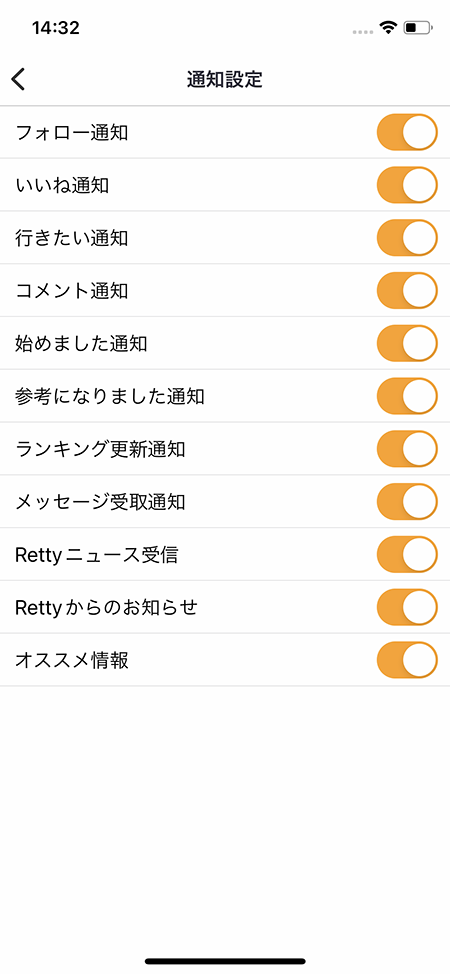 14:32
通知設定
フォロー通知
いいね通知
行きたい通知
コメント通知
始めました通知
参考になりました通知
ランキング更新通知
メッセージ受取通知
Rettyニュース受信
Rettyからのお知らせ
オススメ情報